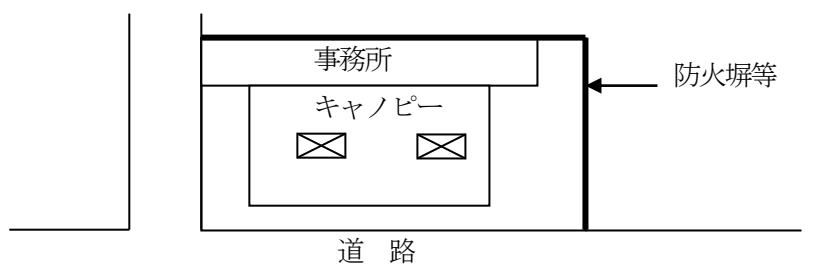 事務所
防火塀等
キャノピー
道　路